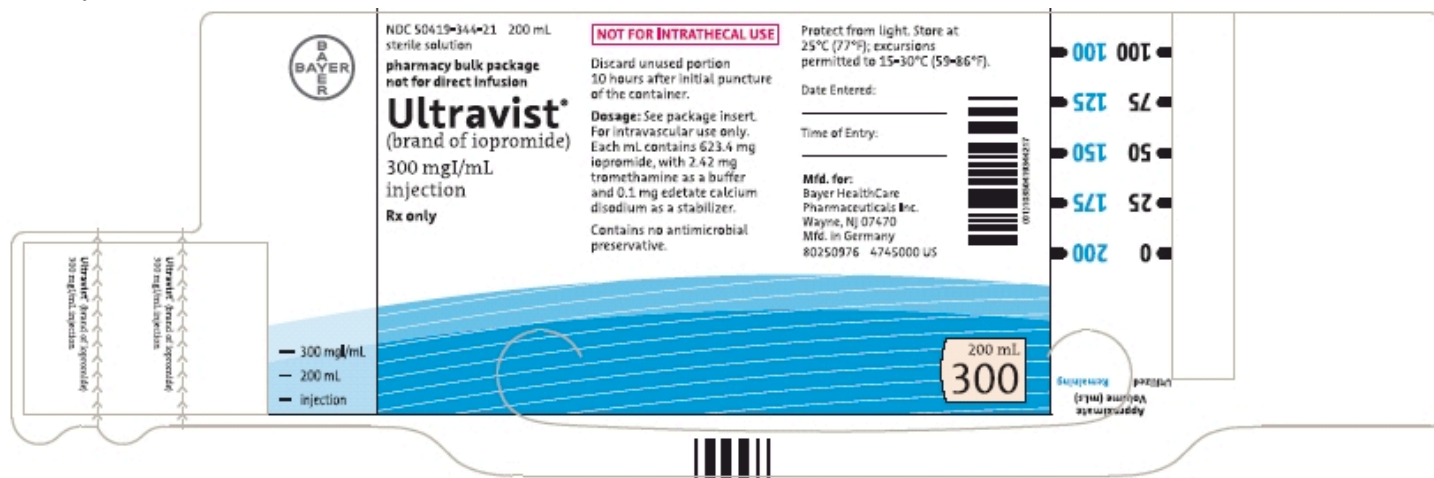 BAYER
BAYER
NDC 50419-344-21 200 mL
sterile solution
pharmacy bulk package
not for direct infusion
Ultravist®
(brand of iopromide)
300 mgI/mL
injection
Rx only
NOT FOR INTRATHECAL USE
Discard unused portion
10 hours after initial puncture
of the container.
Dosage: See package insert.
For intravascular use only.
Each mL contains 623.4 mg
iopromide, with 2.42 mg
tromethamine as a buffer
and 0.1 mg edetate calcium
disodium as a stabilizer.
Contains no antimicrobial
preservative.
Protect from light. Store at
25°C (77°F); excursions
permitted to 15-30°C (59-86°F).
Date Entered:
Time of Entry:
Mfd. for:
Bayer HealthCare
Pharmaceuticals Inc.
Wayne, NJ 07470
Mfd. in Germany
80250976 4745000 US
100 100
125 75
150 50
175 25
200 0
Approximate
Volume (mLs)
Utilized Remaining
Ultravist® (brand of iopromide)
300 mgI/mL injection
Ultravist® (brand of iopromide)
300 mgI/mL injection
300 mgI/mL
200 mL
injection
200 mL
300